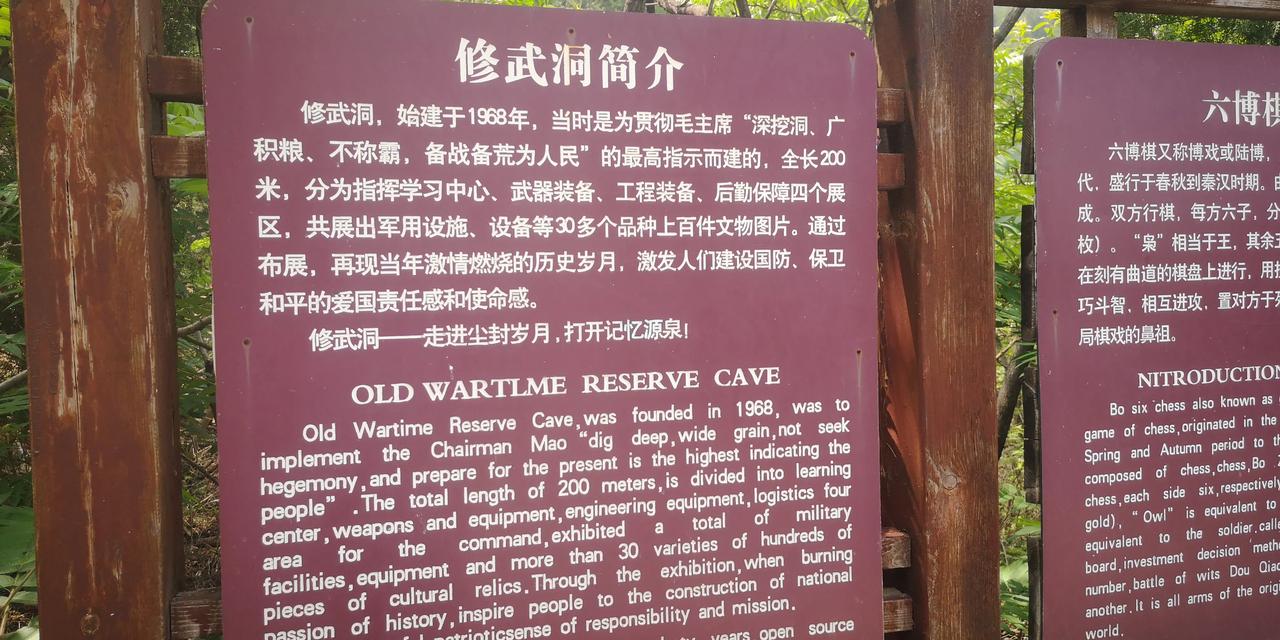 修武洞简介
修武洞，始建于1968年，当时是为贯彻毛主席“深挖洞、广
积粮、不称霸，备战备荒为人民”的最高指示而建的，全长200
米，分为指挥学习中心、武器装备、工程装备、后勤保障四个展
区，共展出军用设施、设备等30多个品种上百件文物图片。通过
布展，再现当年激情燃烧的历史岁月，激发人们建设国防、保卫
和平的爱国责任感和使命感。
修武洞——走进尘封岁月,打开记忆源泉!
OLD WARTLME RESERVE CAVE
Old Wartime Reserve Cave,was founded in 1968, was to
implement the Chairman Mao “dig deep,wide grain,not seek
hegemony,and prepare for the present is the highest indicating the
people” .The total length of 200 meters,is divided into learning
center,weapons and equipment,engineering equipment,logistics four
area for the command,exhibited a total of military
facilities,equipment and more than 30 varieties of hundreds of
pieces of cultural relics.Through the exhibition,when burning
passion of history,inspire people to the construction of national
patrioticsense of responsibility and mission.
years open source
六博棋
六博棋又称博戏或陆博，
代，盛行于春秋到秦汉时期。
成。双方行棋，每方六子，分
枚）。“枭”相当于王，其余五
在刻有曲道的棋盘上进行，用
巧斗智，相互进攻，置对方于
局棋戏的鼻祖。
NITRODUCTION
Bo six chess also known as
game of chess,originated in the
Spring and Autumn period to
composed of chess,chess,Bo
chess,each side six,respectively
gold), “Owl” is equivalent to
equivalent to the soldier,
board,investment decision
number,battle of wits Dou
another.It is all arms of the
world.